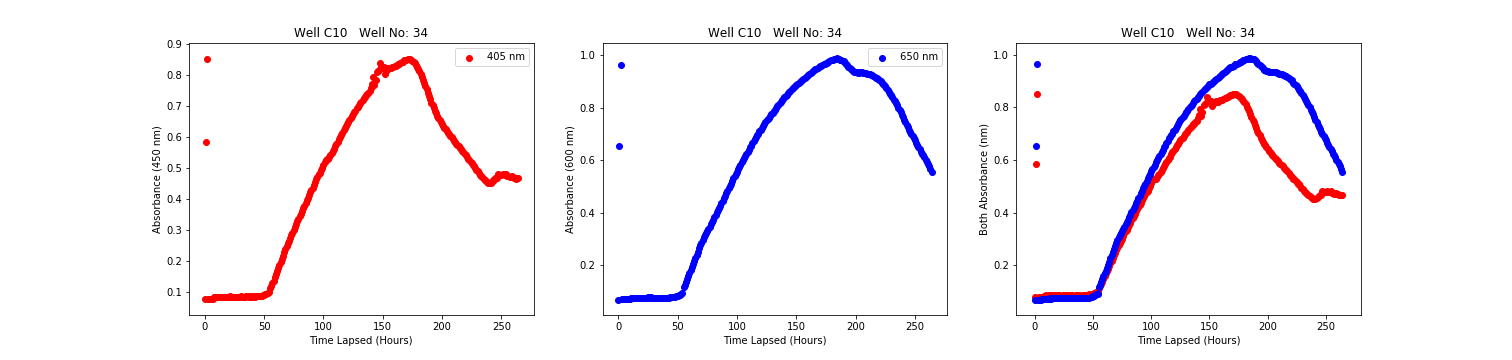 Well C10 Well No: 34
405 nm
Absorbance (450 nm)
0.9
0.8
0.7
0.6
0.5
0.4
0.3
0.2
0.1
0 50 100 150 200 250
Time Lapsed (Hours)
Well C10 Well No: 34
650 nm
Absorbance (600 nm)
1.0
0.8
0.6
0.4
0.2
0 50 100 150 200 250
Time Lapsed (Hours)
Well C10 Well No: 34
Both Absorbance (nm)
1.0
0.8
0.6
0.4
0.2
0 50 100 150 200 250
Time Lapsed (Hours)